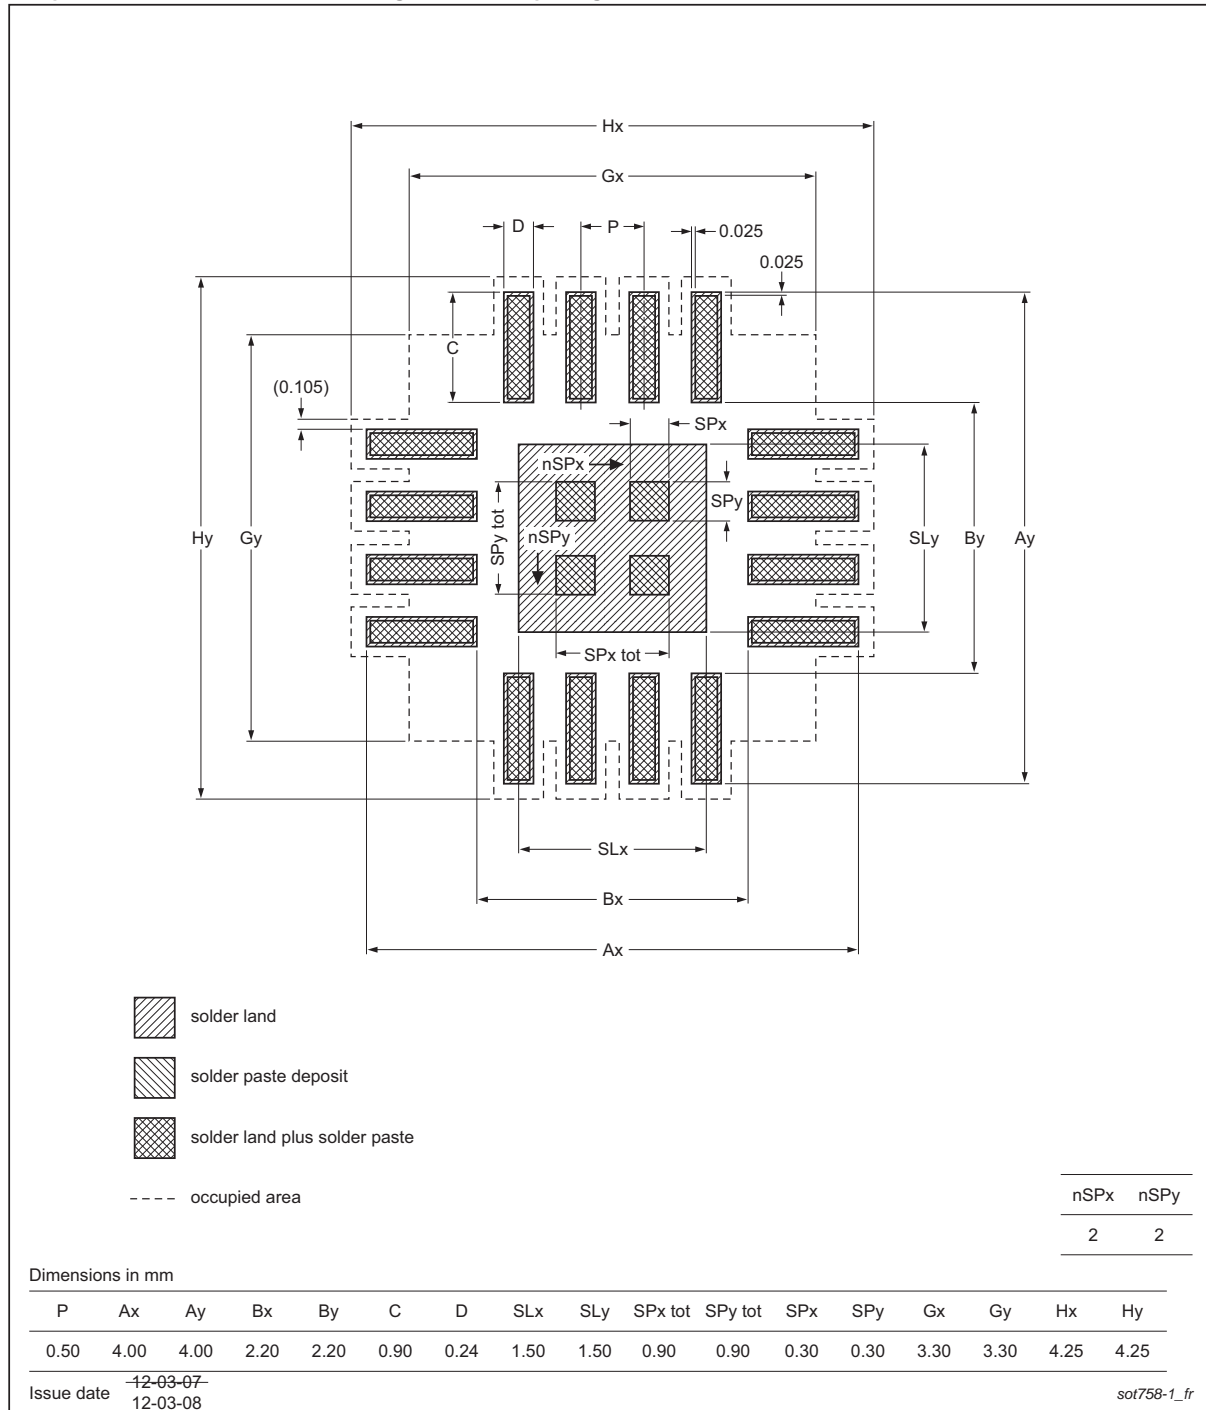 Hx
Gx
D
P
0.025
0.025
C
(0.105)
SPx
nSPx
SPy
SPy tot
nSPy
Hy
Gy
SLy
By
Ay
SPx tot
SLx
Bx
Ax
solder land
solder paste deposit
solder land plus solder paste
occupied area
nSPx nSPy
2 2
Dimensions in mm
P Ax Ay Bx By C D SLx SLy SPx tot SPy tot SPx SPy Gx Gy Hx Hy
0.50 4.00 4.00 2.20 2.20 0.90 0.24 1.50 1.50 0.90 0.90 0.30 0.30 3.30 3.30 4.25 4.25
Issue date 12-03-07
12-03-08
sot758-1_fr